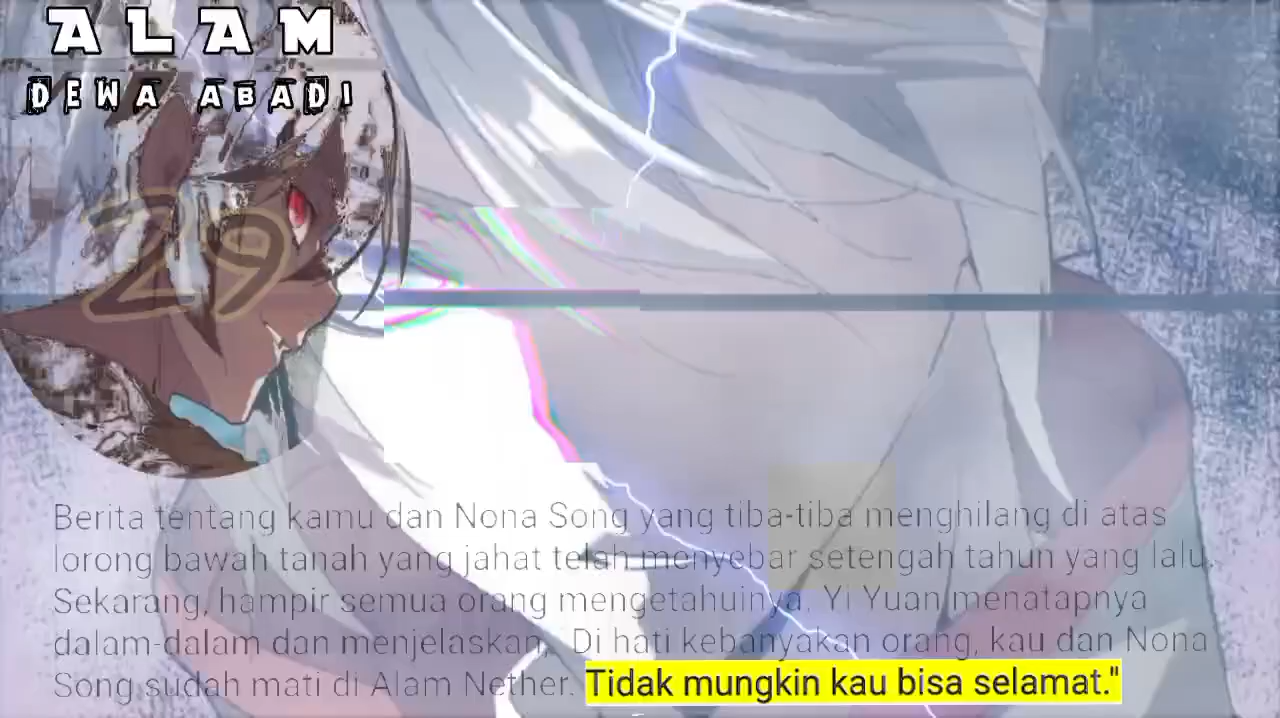 ALAM
DEWA ABADI
29
Berita tentang kamu dan Nona Song yang tiba-tiba menghilang di atas
lorong bawah tanah yang jahat telah menyebar setengah tahun yang lalu.
Sekarang, hampir semua orang mengetahuinya, Yi Yuan menatapnya
dalam-dalam dan menjelaskan, Di hati kebanyakan orang, kau dan Nona
Song sudah mati di Alam Nether. Tidak mungkin kau bisa selamat."